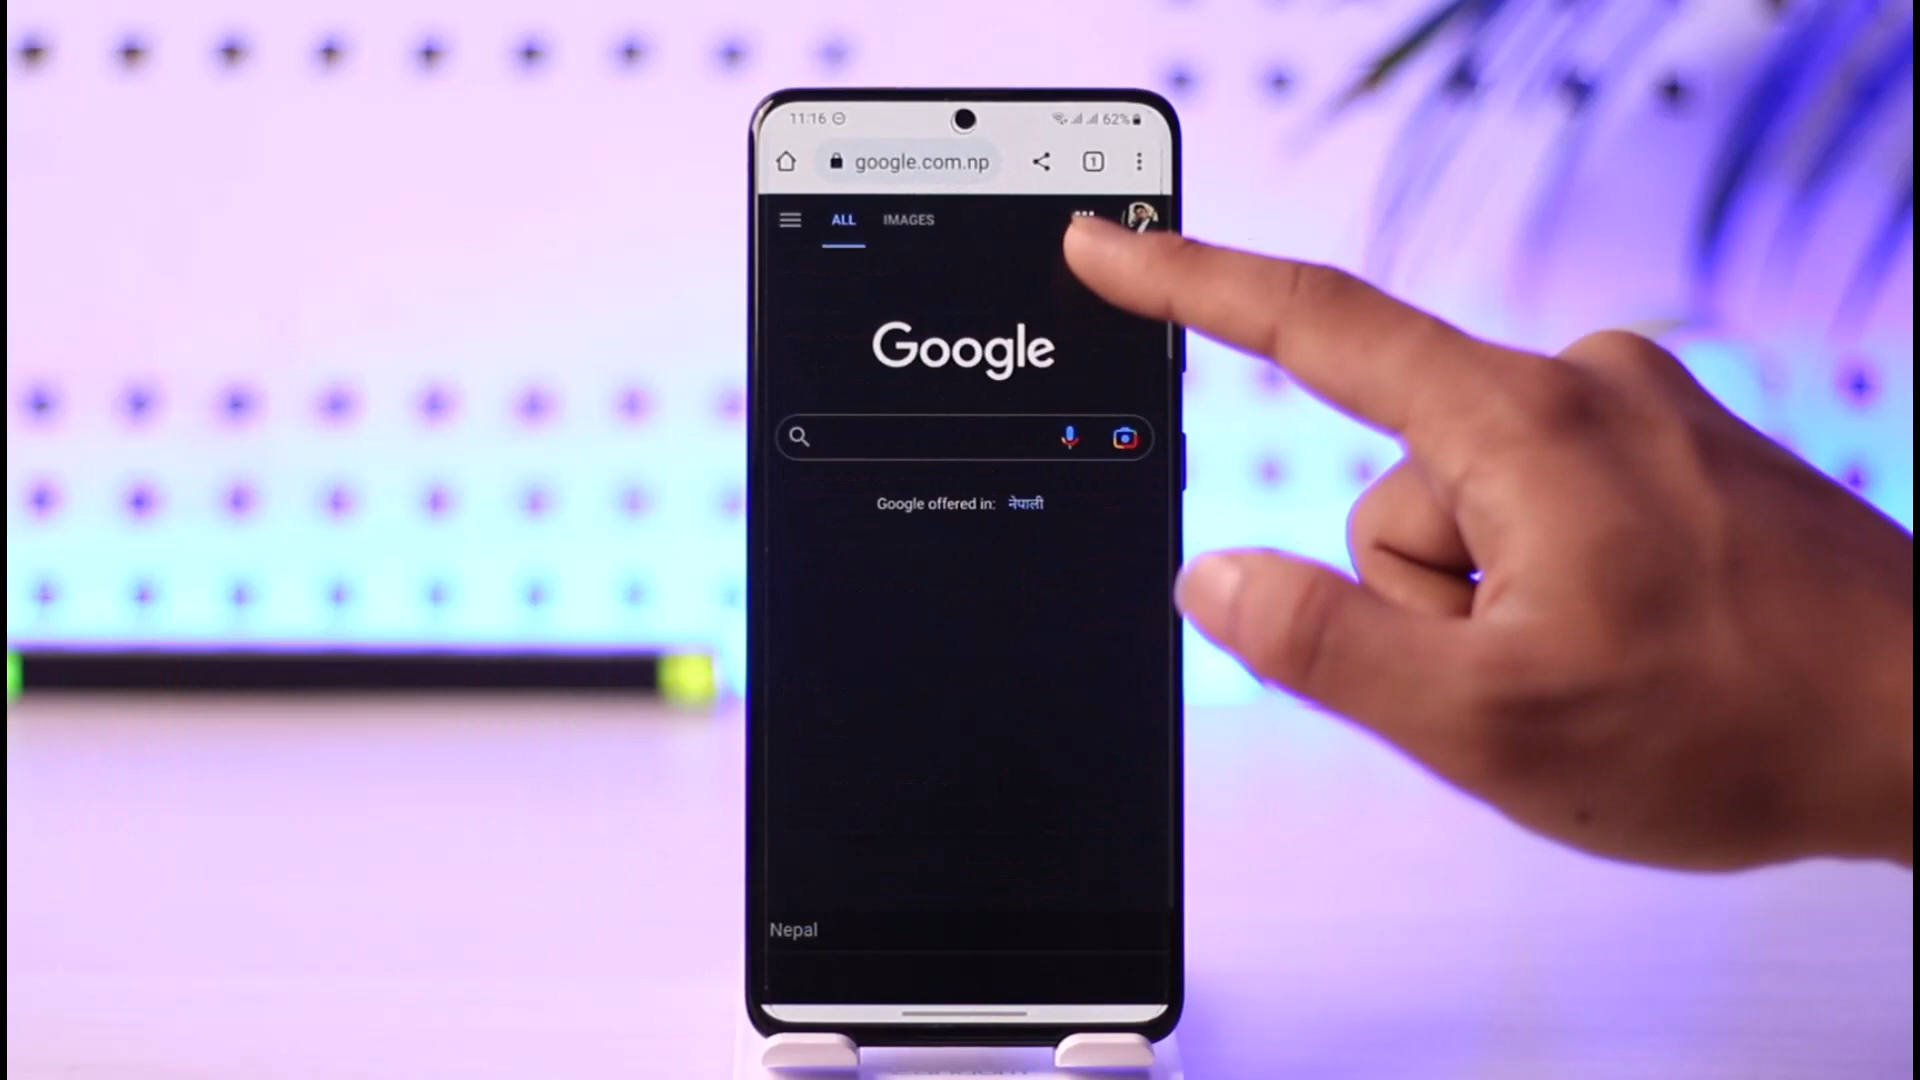 11:16 62%
google.com.np 1
ALL IMAGES
Google
Google offered in: नेपाली
Nepal